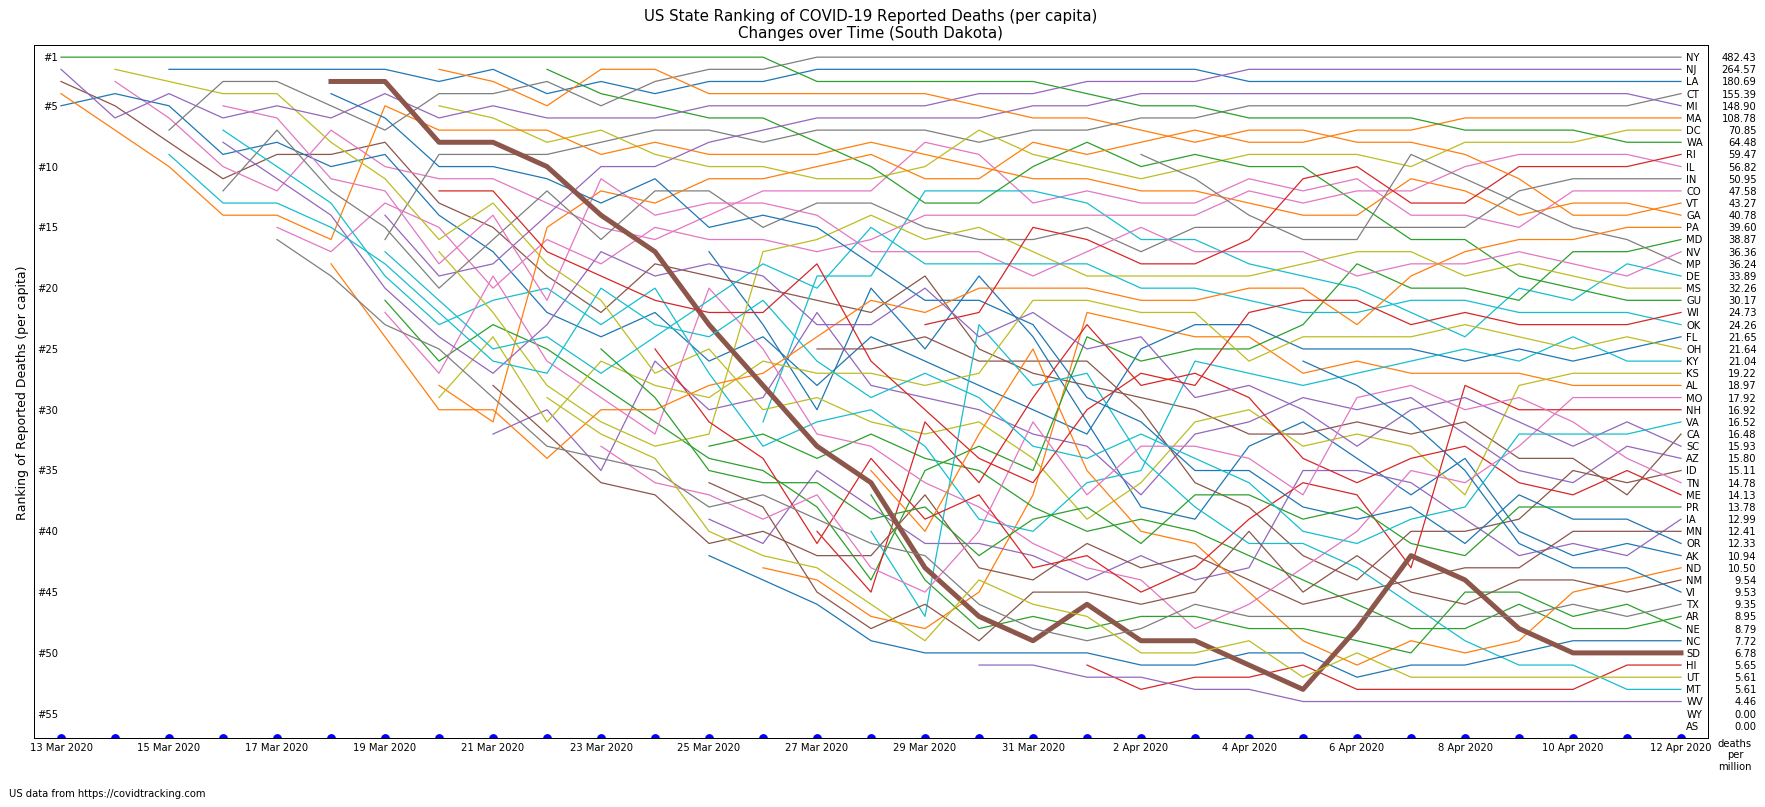 US State Ranking of COVID-19 Reported Deaths (per capita)
Changes over Time (South Dakota)
Ranking of Reported Deaths (per capita)
#1
#5
#10
#15
#20
#25
#30
#35
#40
#45
#50
#55
NY 482.43
NJ 264.57
LA 180.69
CT 155.39
MI 148.90
MA 108.78
DC 70.85
WA 64.48
RI 59.47
IL 56.82
IN 50.95
CO 47.58
VT 43.27
GA 40.78
PA 39.60
MD 38.87
NV 36.36
MP 36.24
DE 33.89
MS 32.26
GU 30.17
WI 24.73
OK 24.26
FL 21.65
OH 21.64
KY 21.04
KS 19.22
AL 18.97
MO 17.92
NH 16.92
VA 16.52
CA 16.48
SC 15.93
AZ 15.80
ID 15.11
TN 14.78
ME 14.13
PR 13.78
IA 12.99
MN 12.41
OR 12.33
AK 10.94
ND 10.50
NM 9.54
VI 9.53
TX 9.35
AR 8.95
NE 8.79
NC 7.72
SD 6.78
HI 5.65
UT 5.61
MT 5.61
WV 4.46
WY 0.00
AS 0.00
13 Mar 2020 15 Mar 2020 17 Mar 2020 19 Mar 2020 21 Mar 2020 23 Mar 2020 25 Mar 2020 27 Mar 2020 29 Mar 2020 31 Mar 2020 2 Apr 2020 4 Apr 2020 6 Apr 2020 8 Apr 2020 10 Apr 2020 12 Apr 2020
deaths
per
million
US data from https://covidtracking.com